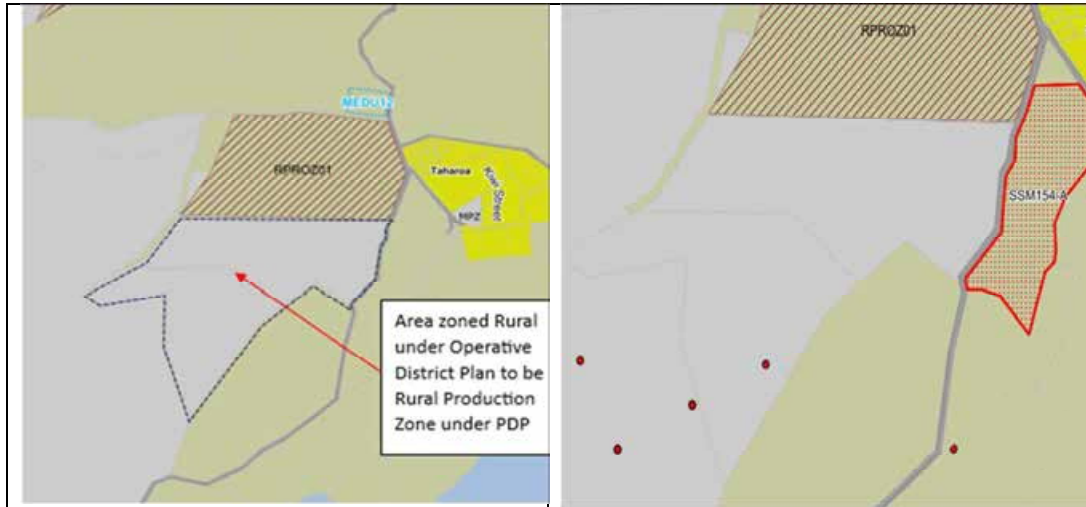 MEDU12
RPROZ01
Taharoa
Kiwi Street
MPZ
Area zoned Rural
under Operative
District Plan to be
Rural Production
Zone under PDP
RPROZ01
SSM154-A